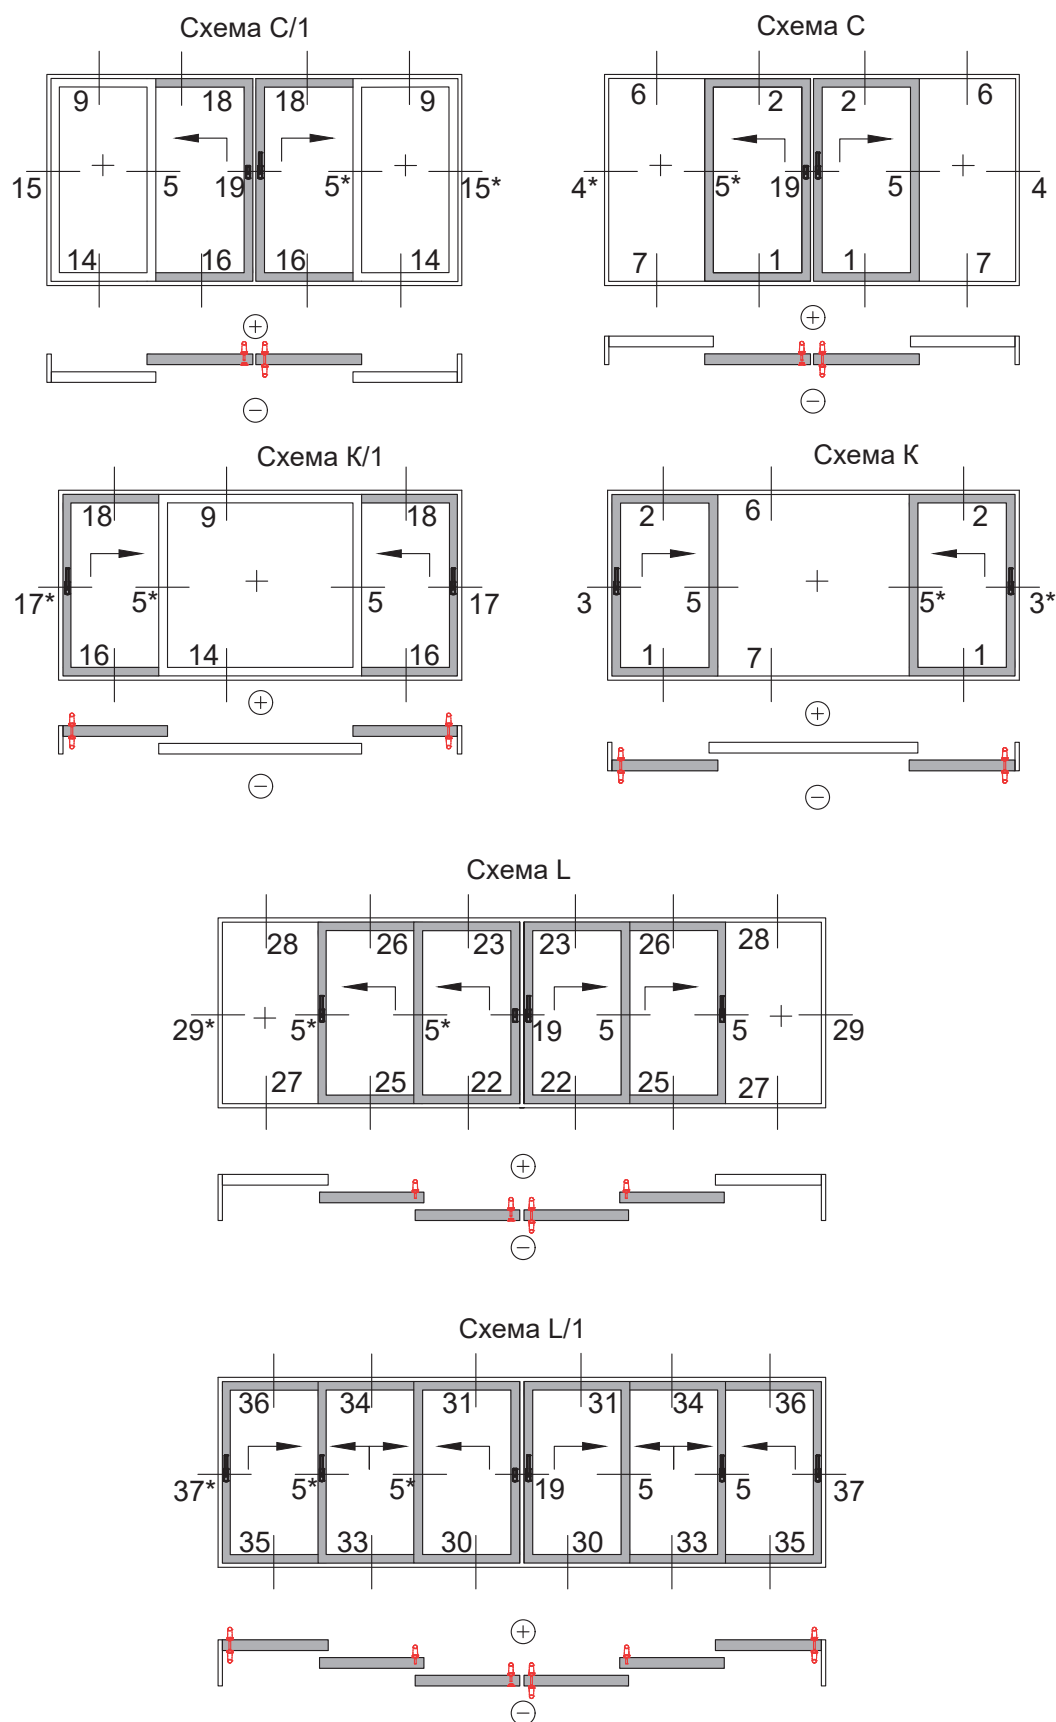 Схема C/1
9 18 18 9
15 5 19 5* 15*
14 16 16 14
+
−
Схема C
6 2 2 6
4* 5* 19 5 4
7 1 1 7
+
−
Схема К/1
18 9 18
17* 5* 5 17
16 14 16
+
−
Схема К
2 6 2
3 5 5* 3*
1 7 1
+
−
Схема L
28 26 23 23 26 28
29* 5* 5* 19 5 5 29
27 25 22 22 25 27
+
−
Схема L/1
36 34 31 31 34 36
37* 5* 5* 19 5 5 37
35 33 30 30 33 35
+
−